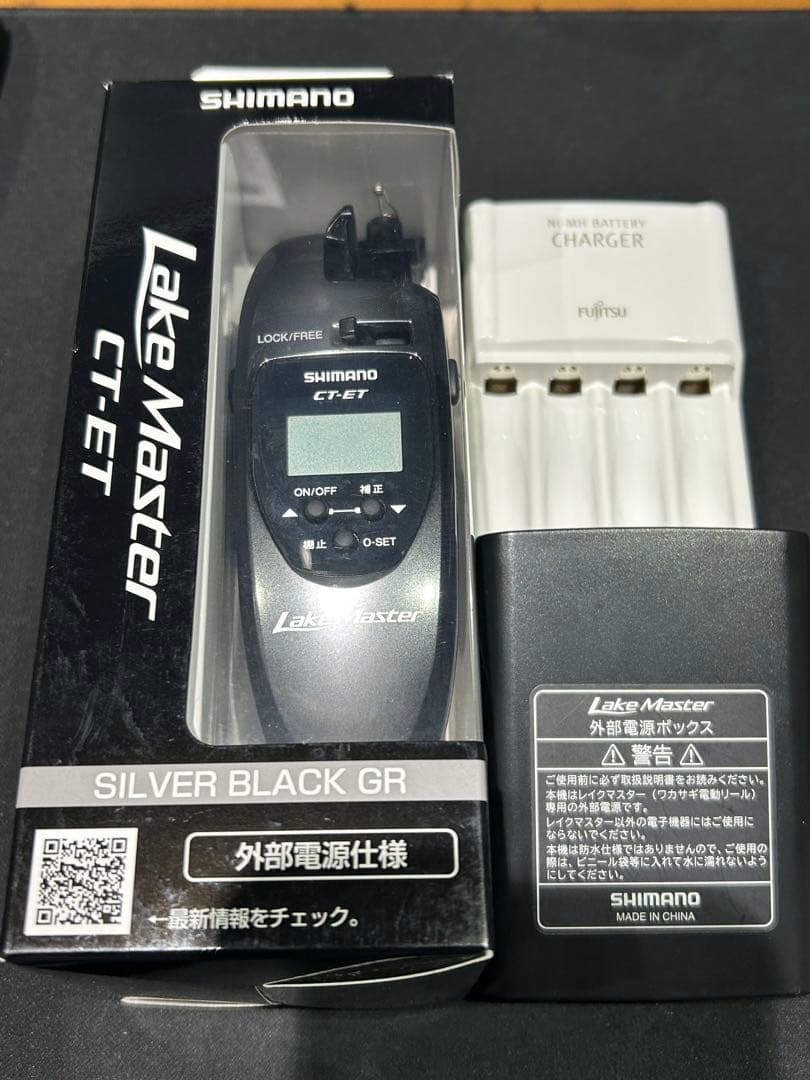 SHIMANO
Lake Master
CT-ET
LOCK/FREE
SHIMANO
CT-ET
ON/OFF 補正
▲ ▼
棚止 0-SET
Lake Master
SILVER BLACK GR
外部電源仕様
←最新情報をチェック。
Ni-MH BATTERY
CHARGER
FUJITSU
Lake Master
外部電源ボックス
⚠警告⚠
ご使用前に必ず取扱説明書をお読みください。
本機はレイクマスター（ワカサギ電動リール）
専用の外部電源です。
レイクマスター以外の電子機器にはご使用に
ならないでください。
本機は防水仕様ではありませんので、ご使用の
際は、ビニール袋等に入れて水に濡れないよう
にしてください。
SHIMANO
MADE IN CHINA